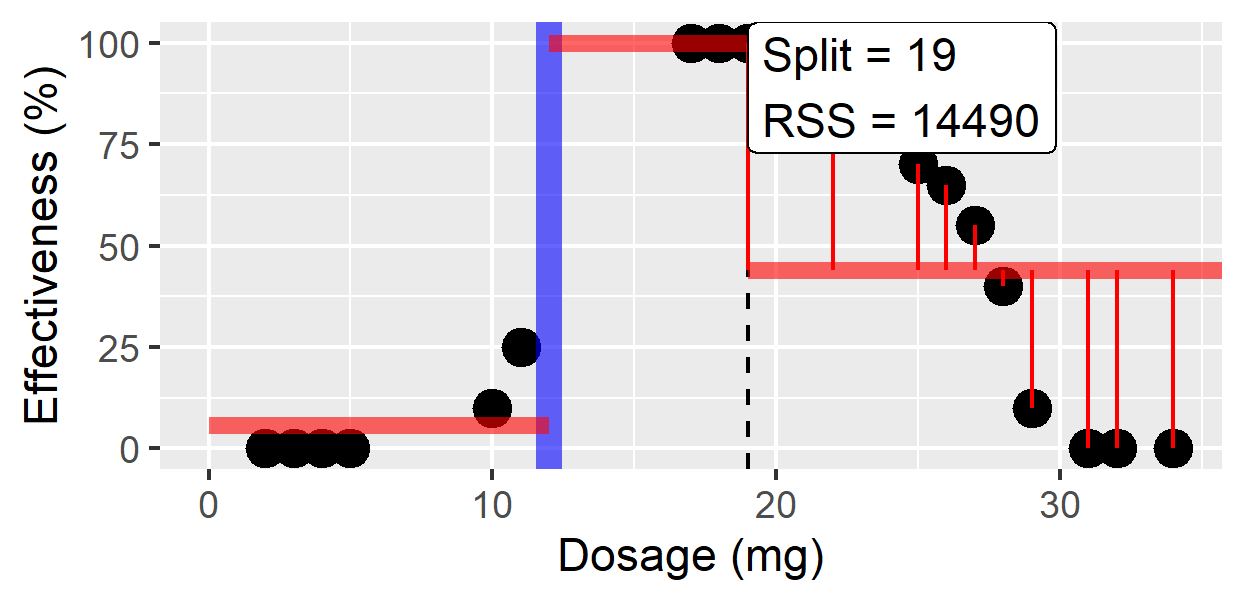 Split = 19
RSS = 14490
100
75
50
25
0
Effectiveness (%)
0 10 20 30
Dosage (mg)